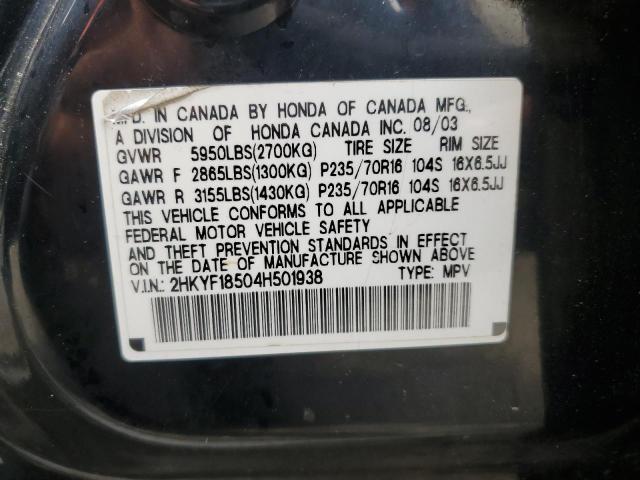 MFD. IN CANADA BY HONDA OF CANADA MFG.,
A DIVISION OF HONDA CANADA INC. 08/03
GVWR 5950LBS(2700KG) TIRE SIZE RIM SIZE
GAWR F 2865LBS(1300KG) P235/70R16 104S 16X6.5JJ
GAWR R 3155LBS(1430KG) P235/70R16 104S 16X6.5JJ
THIS VEHICLE CONFORMS TO ALL APPLICABLE
FEDERAL MOTOR VEHICLE SAFETY
AND THEFT PREVENTION STANDARDS IN EFFECT
ON THE DATE OF MANUFACTURE SHOWN ABOVE
V.I.N.: 2HKYF18504H501938 TYPE: MPV